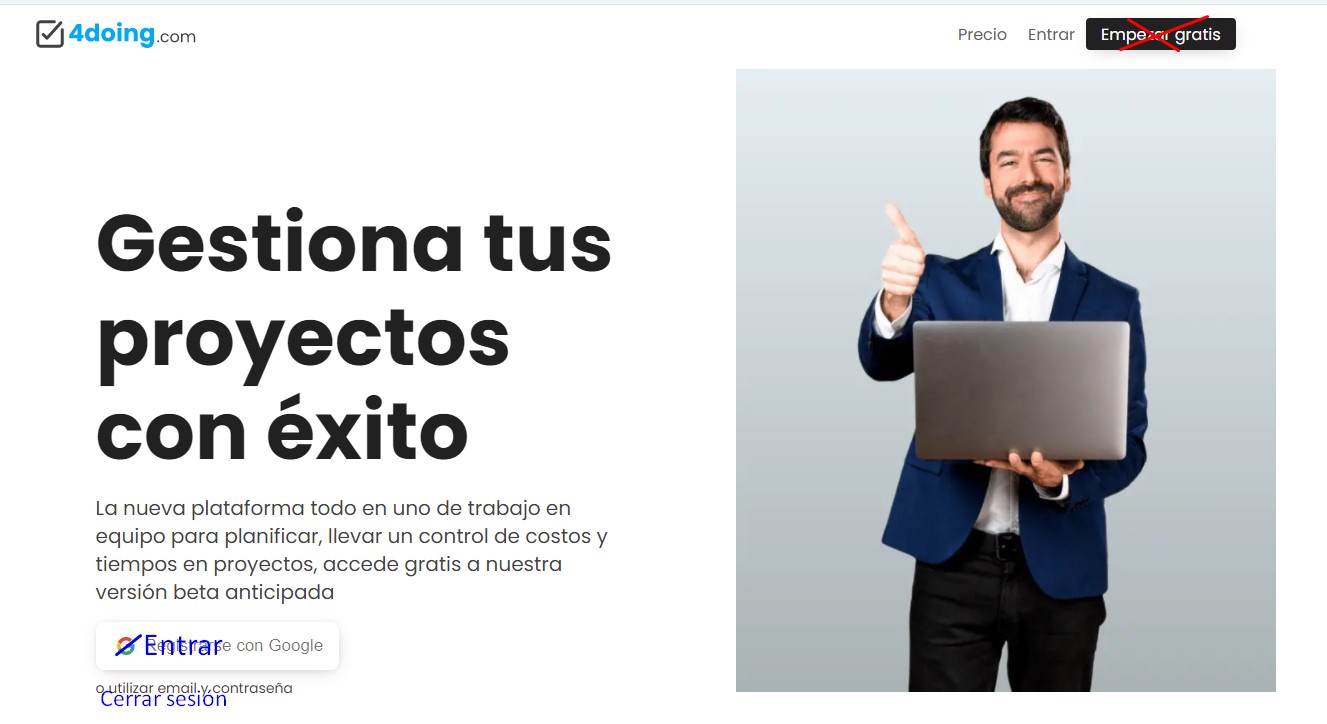 4doing.com
Precio
Entrar
Empezar gratis
Gestiona tus
proyectos
con éxito
La nueva plataforma todo en uno de trabajo en
equipo para planificar, llevar un control de costos y
tiempos en proyectos, accede gratis a nuestra
versión beta anticipada
Registrarse con Google
Entrar
o utilizar email y contraseña
Cerrar sesión